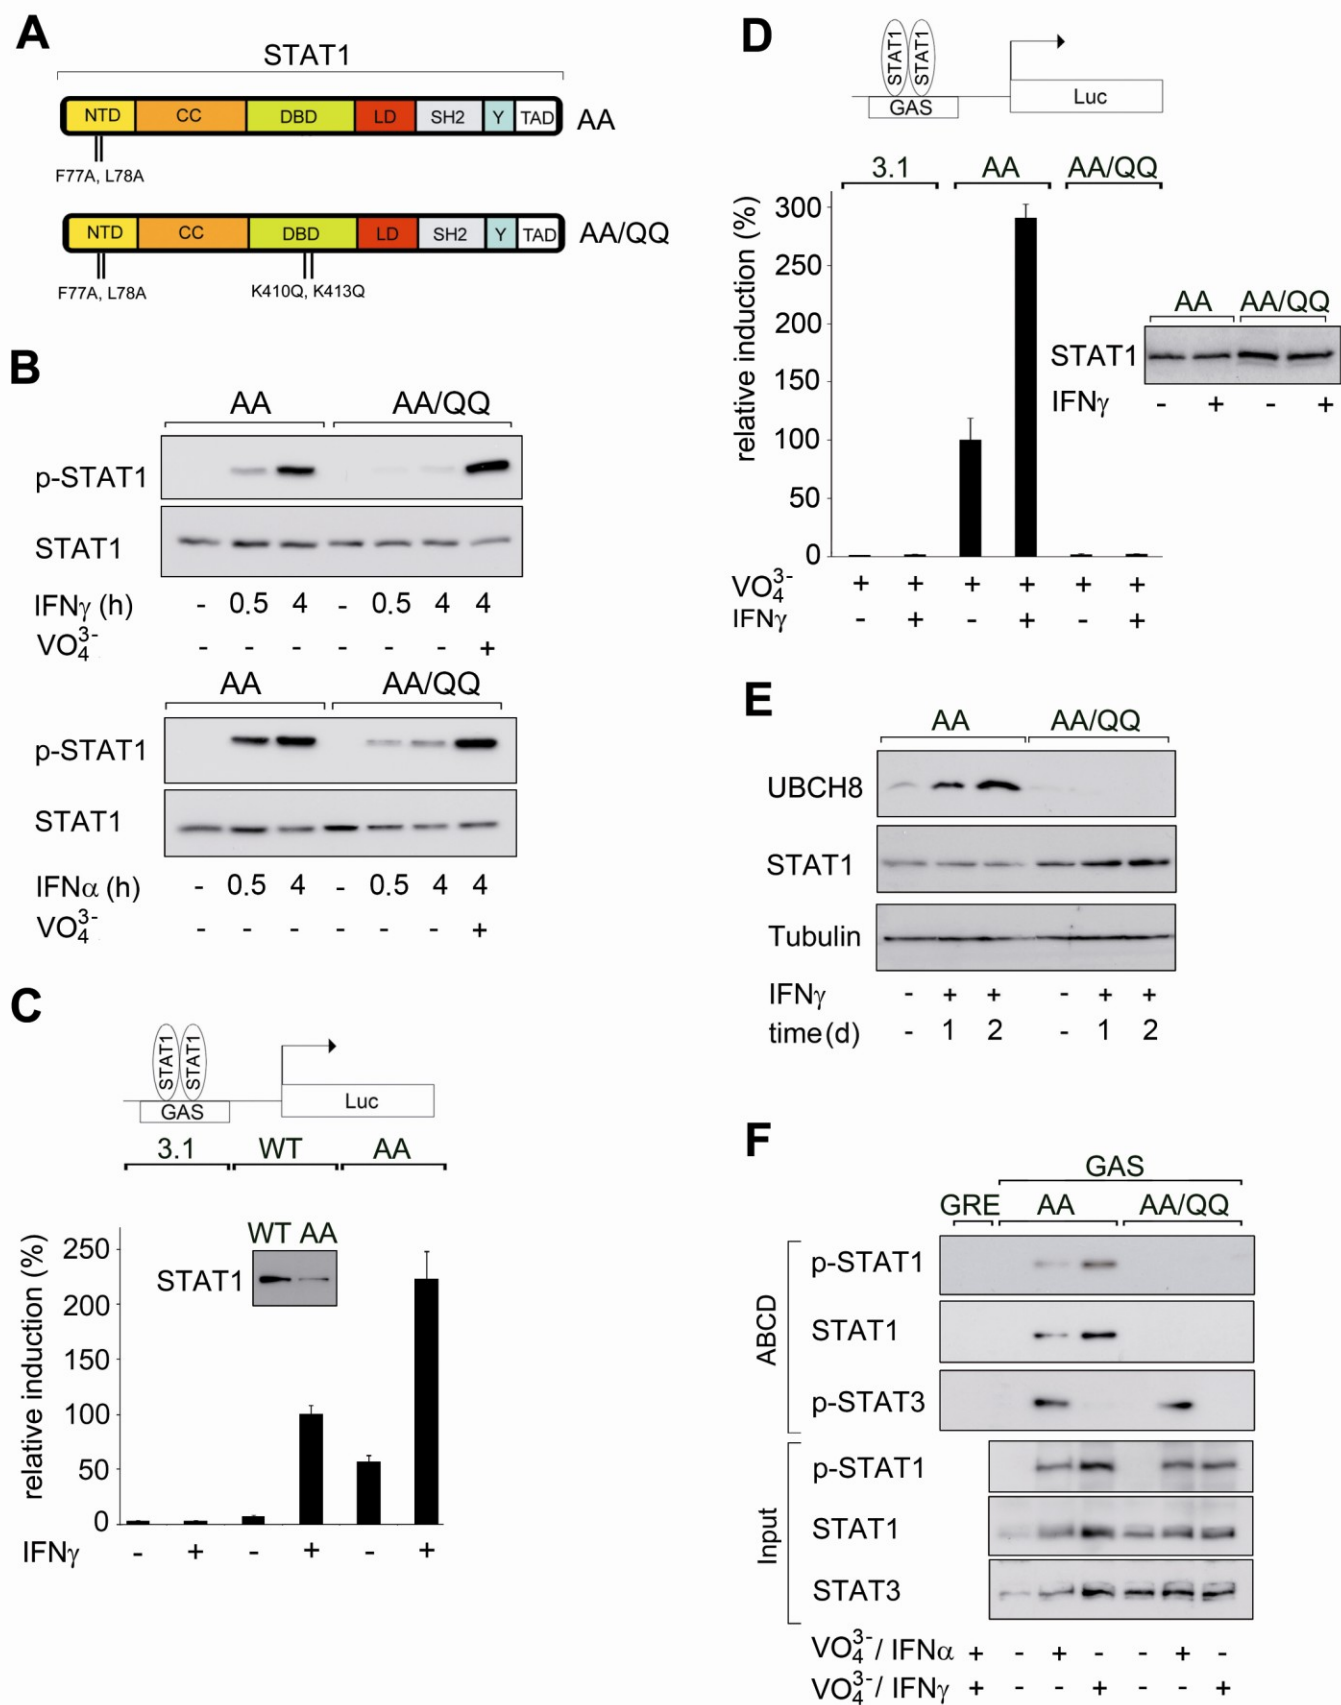 A
STAT1
NTD CC DBD LD SH2 Y TAD AA
F77A, L78A
NTD CC DBD LD SH2 Y TAD AA/QQ
F77A, L78A K410Q, K413Q
B
AA AA/QQ
p-STAT1
STAT1
IFNγ (h) - 0.5 4 - 0.5 4 4
VO₄³⁻ - - - - - - +
AA AA/QQ
p-STAT1
STAT1
IFNα (h) - 0.5 4 - 0.5 4 4
VO₄³⁻ - - - - - - +
C
STAT1 STAT1
GAS Luc
3.1 WT AA
relative induction (%)
250
200
150
100
50
0
WT AA
STAT1
IFNγ - + - + - +
D
STAT1 STAT1
GAS Luc
3.1 AA AA/QQ
relative induction (%)
300
250
200
150
100
50
0
VO₄³⁻ + + + + + +
IFNγ - + - + - +
AA AA/QQ
STAT1
IFNγ - + - +
E
AA AA/QQ
UBCH8
STAT1
Tubulin
IFNγ - + + - + +
time (d) - 1 2 - 1 2
F
GAS
GRE AA AA/QQ
ABCD
p-STAT1
STAT1
p-STAT3
Input
p-STAT1
STAT1
STAT3
VO₄³⁻/ IFNα + - + - - + -
VO₄³⁻/ IFNγ + - - + - - +